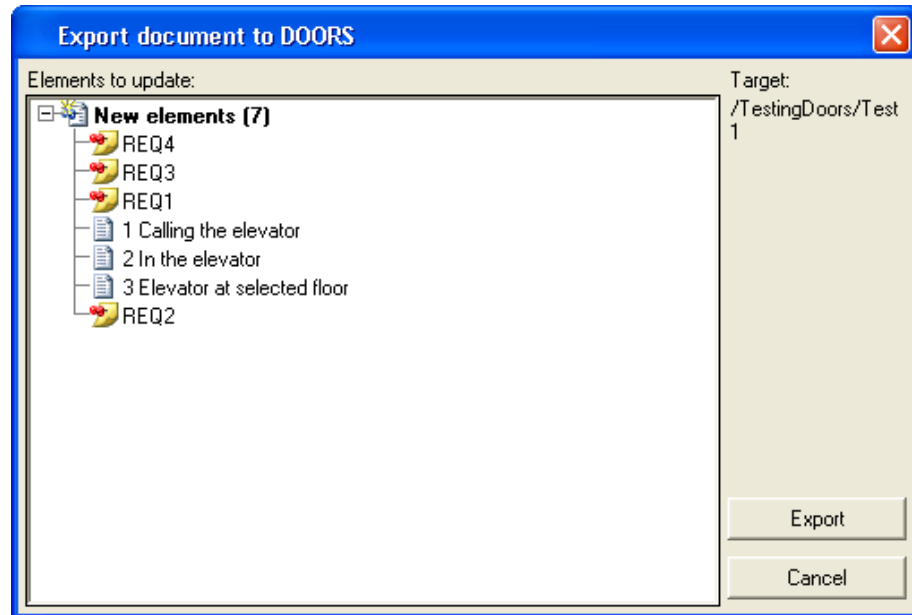 Export document to DOORS
Elements to update:
New elements (7)
REQ4
REQ3
REQ1
1 Calling the elevator
2 In the elevator
3 Elevator at selected floor
REQ2
Target:
/TestingDoors/Test
1
Export
Cancel